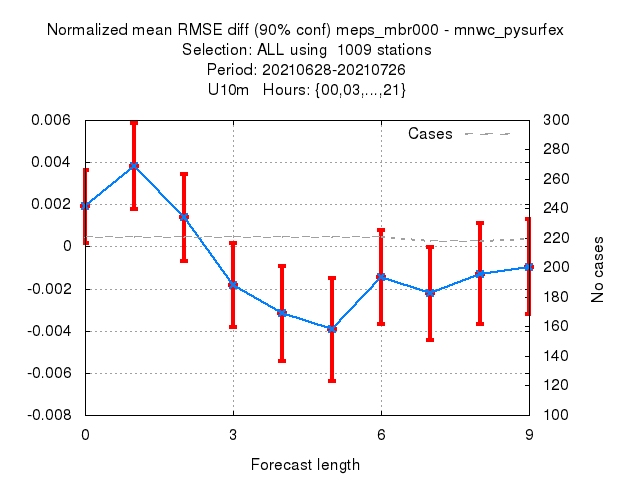 Normalized mean RMSE diff (90% conf) meps_mbr000 - mnwc_pysurfex
Selection: ALL using  1009 stations
Period: 20210628-20210726
U10m   Hours: {00,03,...,21}
Cases
0.006
0.004
0.002
0
-0.002
-0.004
-0.006
-0.008
300
280
260
240
220
200
180
160
140
120
100
No cases
0 3 6 9
Forecast length